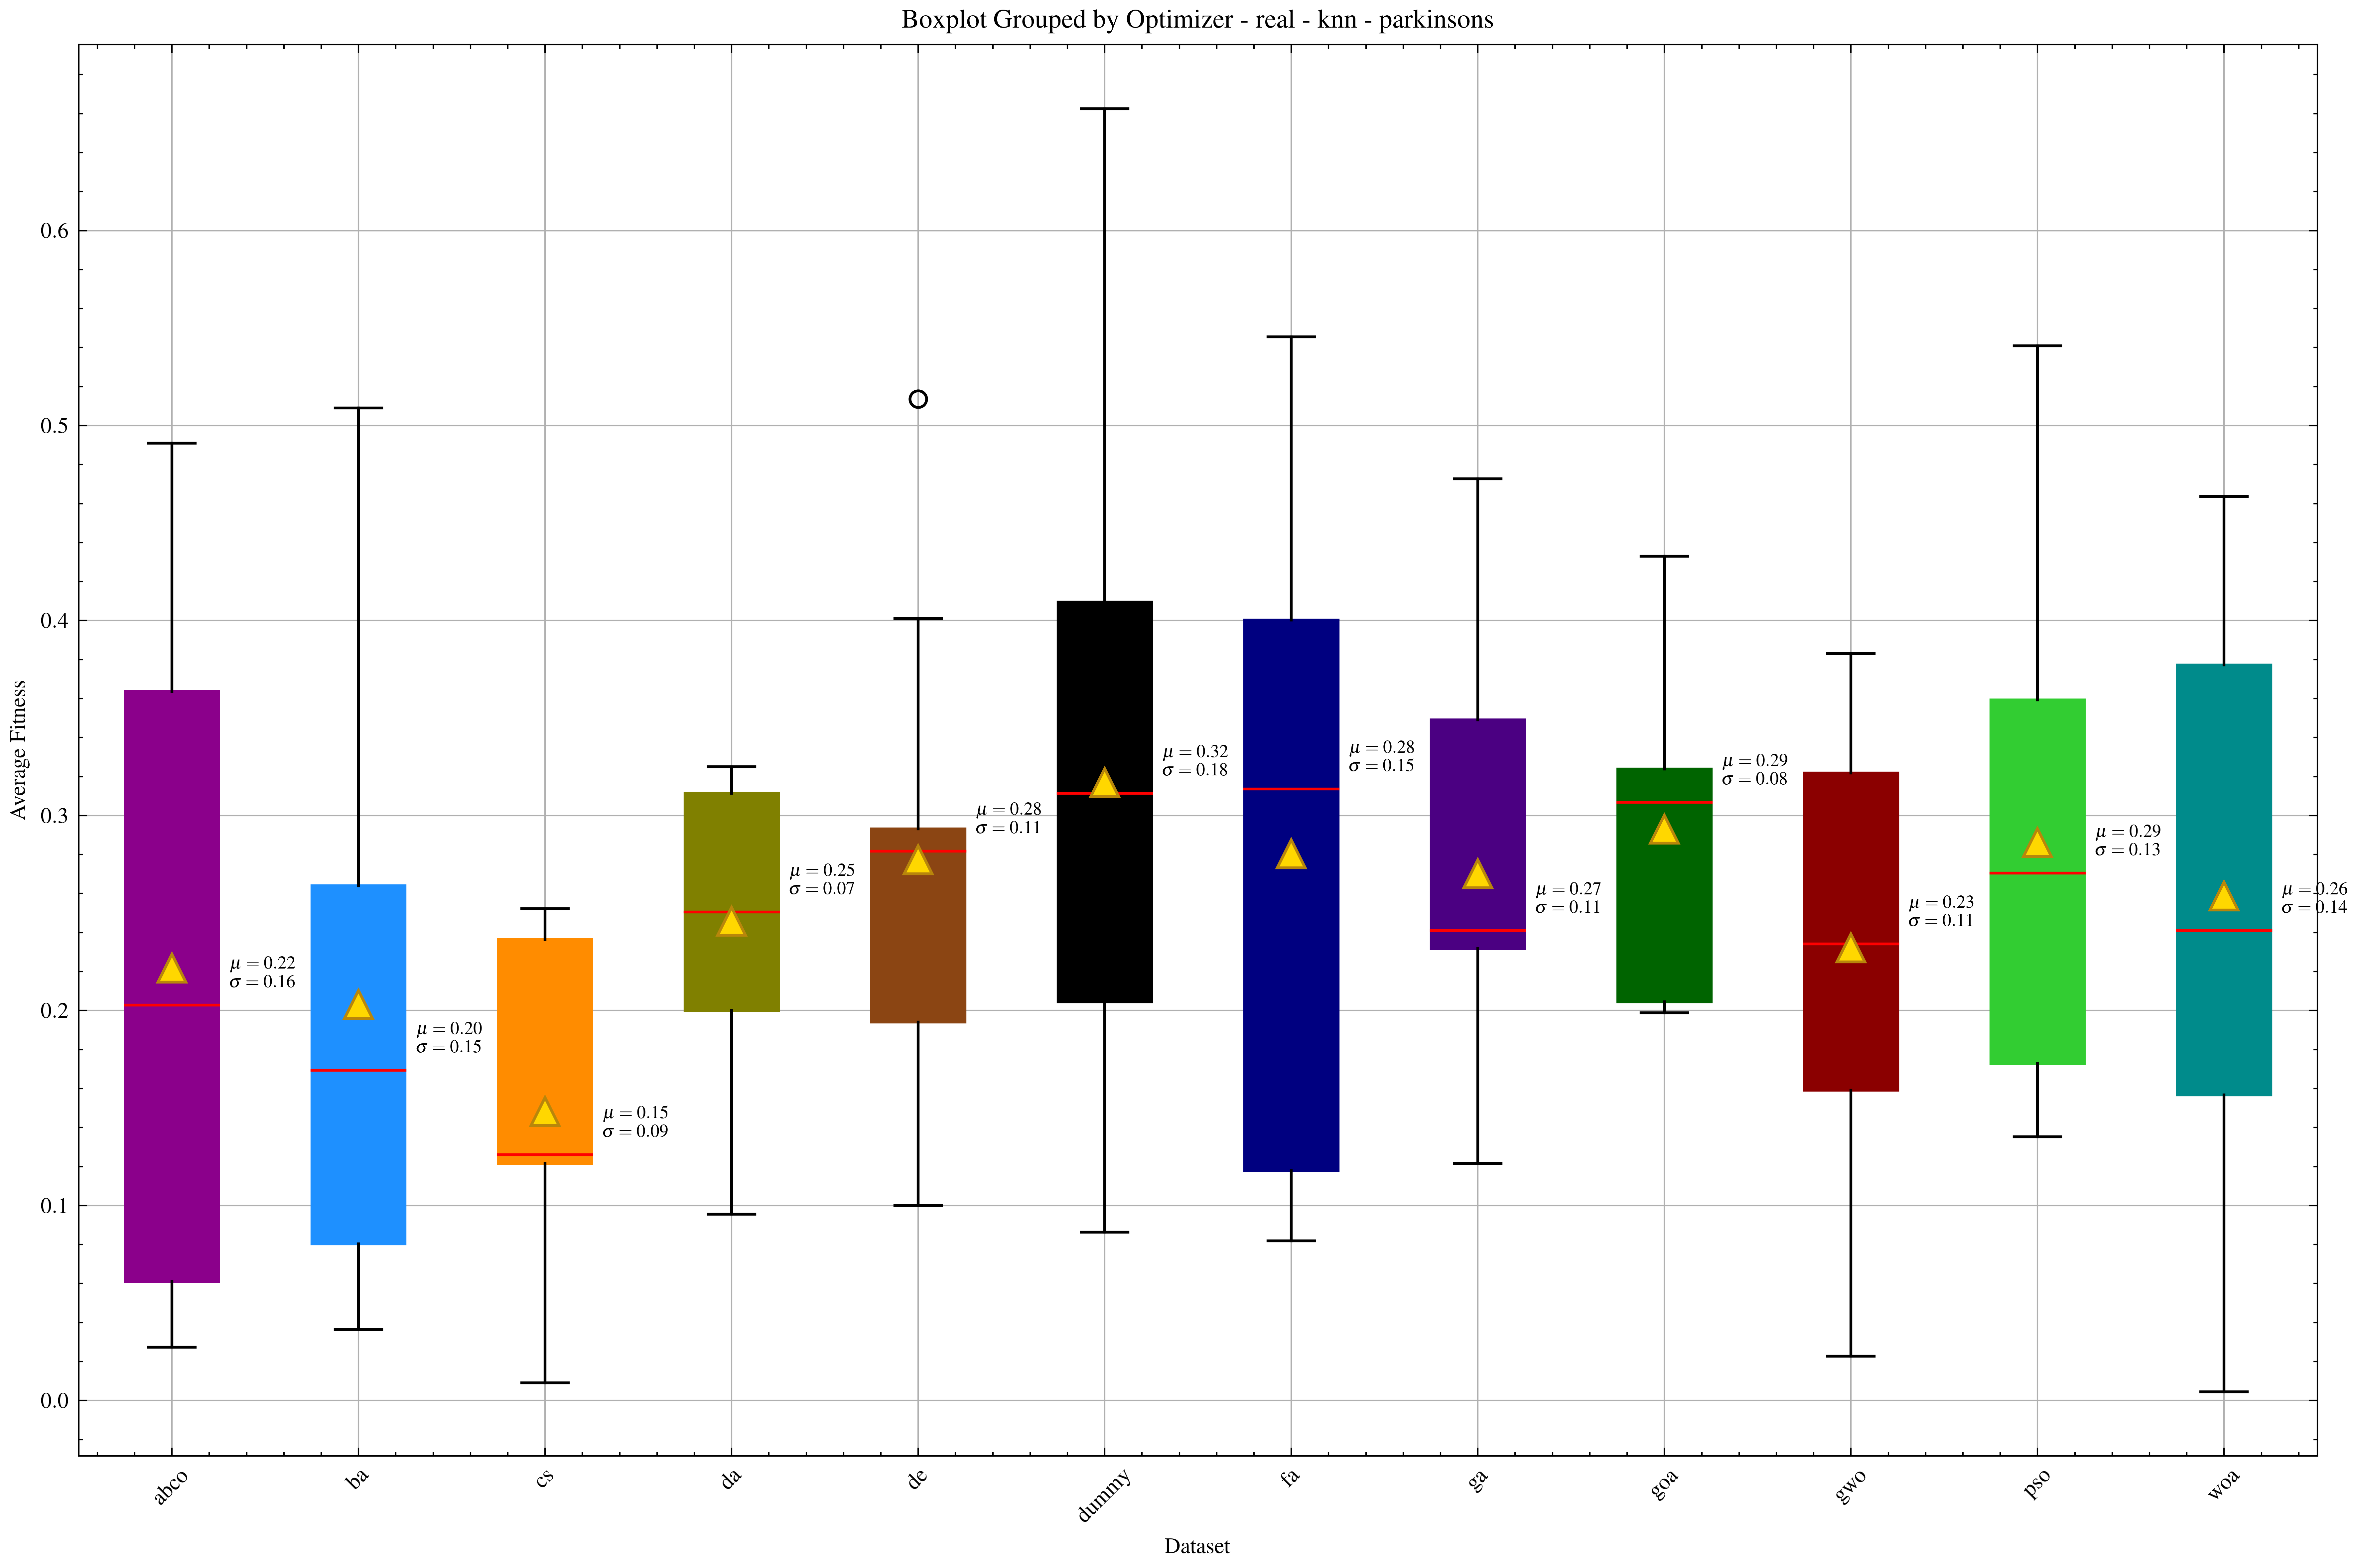 Boxplot Grouped by Optimizer - real - knn - parkinsons
Average Fitness
0.6
0.5
0.4
0.3
0.2
0.1
0.0
μ = 0.22
σ = 0.16
μ = 0.20
σ = 0.15
μ = 0.15
σ = 0.09
μ = 0.25
σ = 0.07
μ = 0.28
σ = 0.11
μ = 0.32
σ = 0.18
μ = 0.28
σ = 0.15
μ = 0.27
σ = 0.11
μ = 0.29
σ = 0.08
μ = 0.23
σ = 0.11
μ = 0.29
σ = 0.13
μ = 0.26
σ = 0.14
abco
ba
cs
da
de
dummy
fa
ga
goa
gwo
pso
woa
Dataset